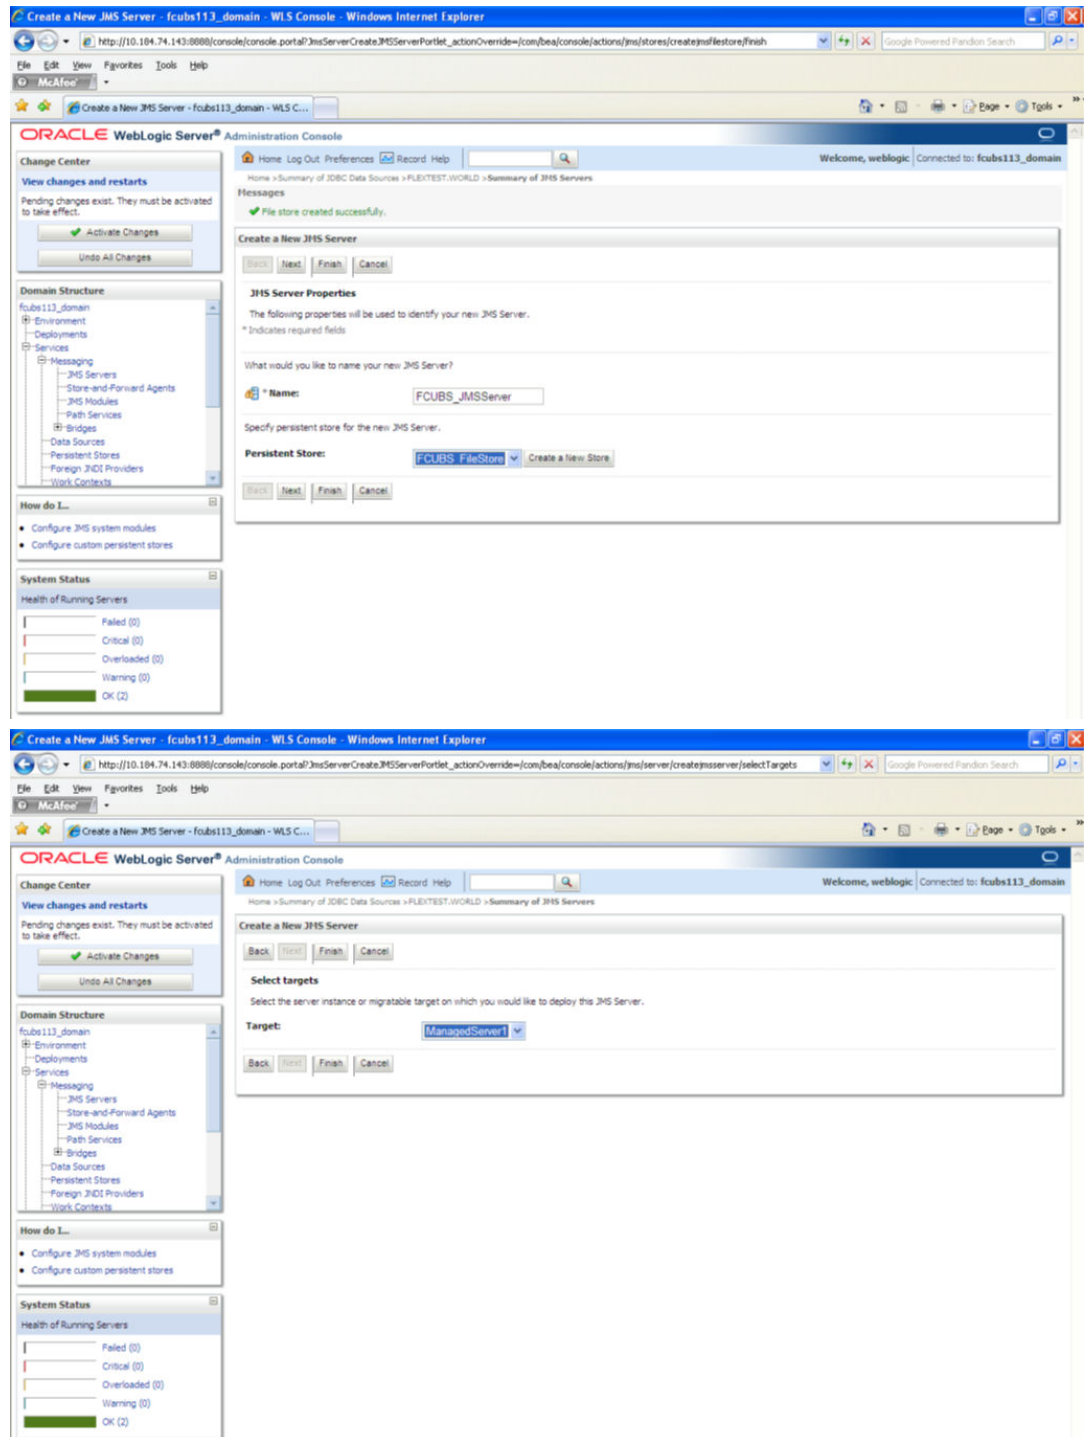 Create a New JMS Server - fcubs113_domain - WLS Console - Windows Internet Explorer
http://10.184.74.143:8888/console/console.portal?JmsServerCreateJMSServerPortlet_actionOverride=/com/bea/console/actions/jms/stores/createjmsfilestore/finish
Google Powered Pandion Search
File Edit View Favorites Tools Help
McAfee
Create a New JMS Server - fcubs113_domain - WLS C...
Page Tools
ORACLE WebLogic Server® Administration Console
Change Center
View changes and restarts
Pending changes exist. They must be activated
to take effect.
Activate Changes
Undo All Changes
Domain Structure
fcubs113_domain
Environment
Deployments
Services
Messaging
JMS Servers
Store-and-Forward Agents
JMS Modules
Path Services
Bridges
Data Sources
Persistent Stores
Foreign JNDI Providers
Work Contexts
How do I...
Configure JMS system modules
Configure custom persistent stores
System Status
Health of Running Servers
Failed (0)
Critical (0)
Overloaded (0)
Warning (0)
OK (2)
Home Log Out Preferences Record Help
Welcome, weblogic Connected to: fcubs113_domain
Home >Summary of JDBC Data Sources >FLEXTEST.WORLD >Summary of JMS Servers
Messages
File store created successfully.
Create a New JMS Server
Back Next Finish Cancel
JMS Server Properties
The following properties will be used to identify your new JMS Server.
* Indicates required fields
What would you like to name your new JMS Server?
* Name: FCUBS_JMSServer
Specify persistent store for the new JMS Server.
Persistent Store: FCUBS_FileStore Create a New Store
Back Next Finish Cancel
Create a New JMS Server - fcubs113_domain - WLS Console - Windows Internet Explorer
http://10.184.74.143:8888/console/console.portal?JmsServerCreateJMSServerPortlet_actionOverride=/com/bea/console/actions/jms/server/createjmsserver/selectTargets
Google Powered Pandion Search
File Edit View Favorites Tools Help
McAfee
Create a New JMS Server - fcubs113_domain - WLS C...
Page Tools
ORACLE WebLogic Server® Administration Console
Change Center
View changes and restarts
Pending changes exist. They must be activated
to take effect.
Activate Changes
Undo All Changes
Domain Structure
fcubs113_domain
Environment
Deployments
Services
Messaging
JMS Servers
Store-and-Forward Agents
JMS Modules
Path Services
Bridges
Data Sources
Persistent Stores
Foreign JNDI Providers
Work Contexts
How do I...
Configure JMS system modules
Configure custom persistent stores
System Status
Health of Running Servers
Failed (0)
Critical (0)
Overloaded (0)
Warning (0)
OK (2)
Home Log Out Preferences Record Help
Welcome, weblogic Connected to: fcubs113_domain
Home >Summary of JDBC Data Sources >FLEXTEST.WORLD >Summary of JMS Servers
Create a New JMS Server
Back Next Finish Cancel
Select targets
Select the server instance or migratable target on which you would like to deploy this JMS Server.
Target: ManagedServer1
Back Next Finish Cancel